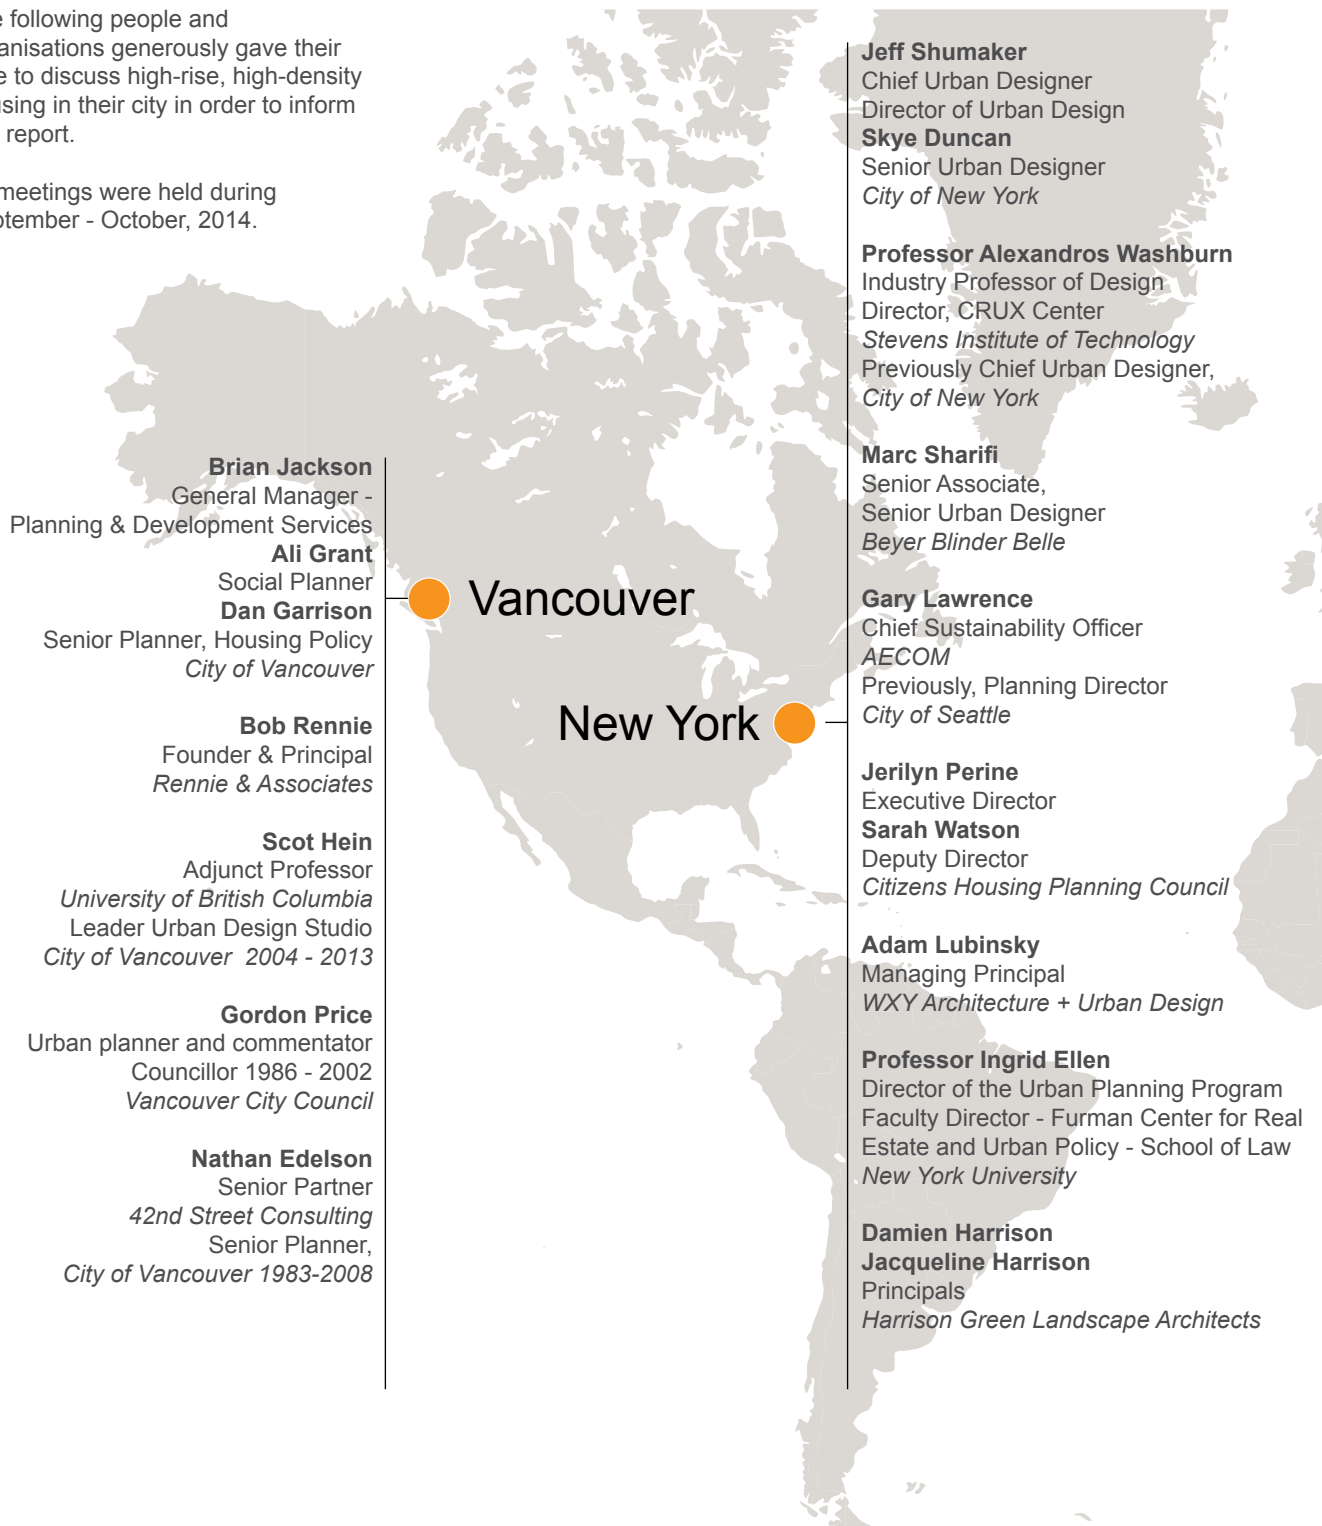 following people and
generously gave their
to discuss high-rise, high-density
in their city in order to inform
report.
meetings were held during
- October, 2014.
Brian Jackson
General Manager -
Planning & Development Services
Ali Grant
Social Planner
Dan Garrison
Senior Planner, Housing Policy
City of Vancouver
Bob Rennie
Founder & Principal
Rennie & Associates
Scot Hein
Adjunct Professor
University of British Columbia
Leader Urban Design Studio
City of Vancouver 2004 - 2013
Gordon Price
Urban planner and commentator
Councillor 1986 - 2002
Vancouver City Council
Nathan Edelson
Senior Partner
42nd Street Consulting
Senior Planner,
City of Vancouver 1983-2008
Vancouver
New York
Jeff Shumaker
Chief Urban Designer
Director of Urban Design
Skye Duncan
Senior Urban Designer
City of New York
Professor Alexandros Washburn
Industry Professor of Design
Director, CRUX Center
Stevens Institute of Technology
Previously Chief Urban Designer,
City of New York
Marc Sharifi
Senior Associate,
Senior Urban Designer
Beyer Blinder Belle
Gary Lawrence
Chief Sustainability Officer
AECOM
Previously, Planning Director
City of Seattle
Jerilyn Perine
Executive Director
Sarah Watson
Deputy Director
Citizens Housing Planning Council
Adam Lubinsky
Managing Principal
WXY Architecture + Urban Design
Professor Ingrid Ellen
Director of the Urban Planning Program
Faculty Director - Furman Center for Real
Estate and Urban Policy - School of Law
New York University
Damien Harrison
Jacqueline Harrison
Principals
Harrison Green Landscape Architects